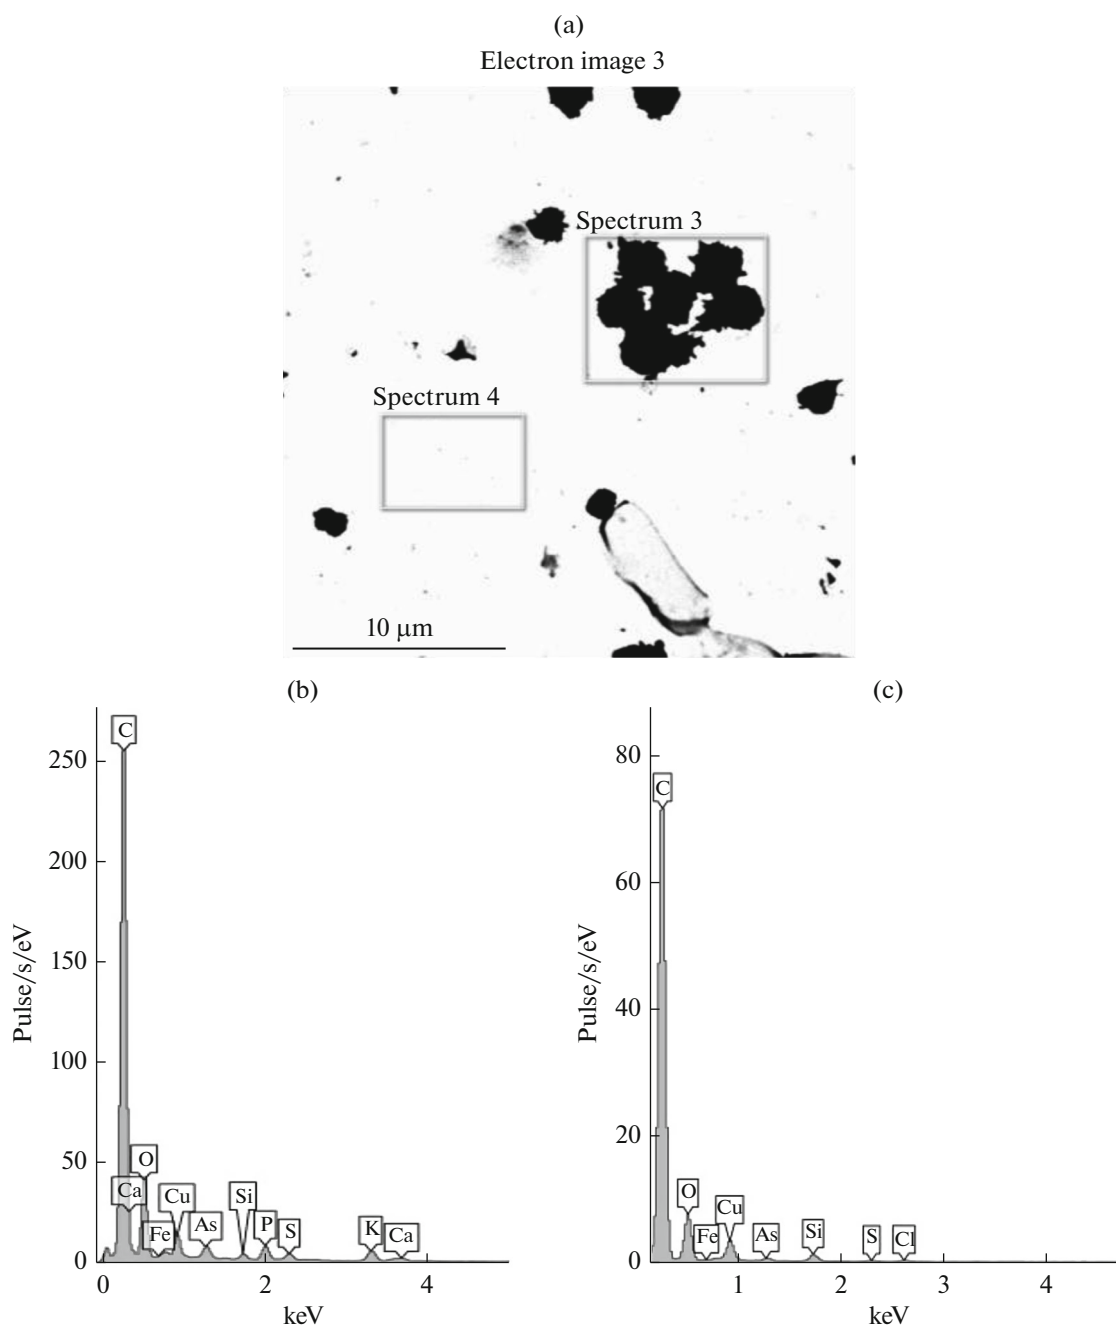 (a)
Electron image 3
Spectrum 3
Spectrum 4
10 μm
(b)
C
250
200
150
100
50
0
Pulse/s/eV
O
Ca
Fe
Cu
As
Si
P
S
K
Ca
0
2
4
keV
(c)
C
80
60
40
20
0
Pulse/s/eV
O
Fe
Cu
As
Si
S
Cl
1
2
3
4
keV